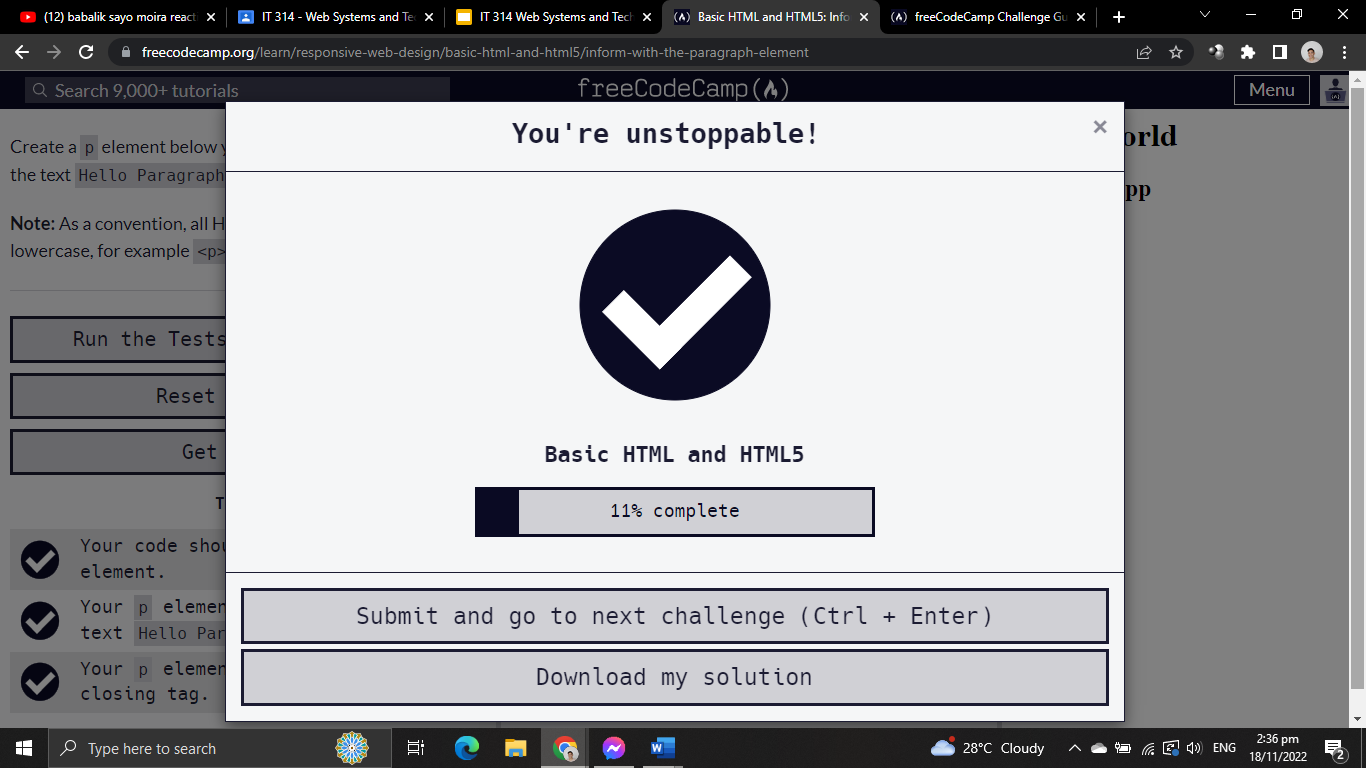 (12) babalik sayo moira react
IT 314 - Web Systems and Te
IT 314 Web Systems and Tech
Basic HTML and HTML5: Info
freeCodeCamp Challenge Gu
freecodecamp.org/learn/responsive-web-design/basic-html-and-html5/inform-with-the-paragraph-element
Search 9,000+ tutorials
freeCodeCamp
Menu
You're unstoppable!
Create a p element below y
the text Hello Paragraph
Note: As a convention, all H
lowercase, for example <p>
orld
pp
Run the Tests
Reset
Get
T
Your code shou
element.
Your p elemen
text Hello Par
Your p elemen
closing tag.
Basic HTML and HTML5
11% complete
Submit and go to next challenge (Ctrl + Enter)
Download my solution
Type here to search
28°C Cloudy
ENG
2:36 pm
18/11/2022
2